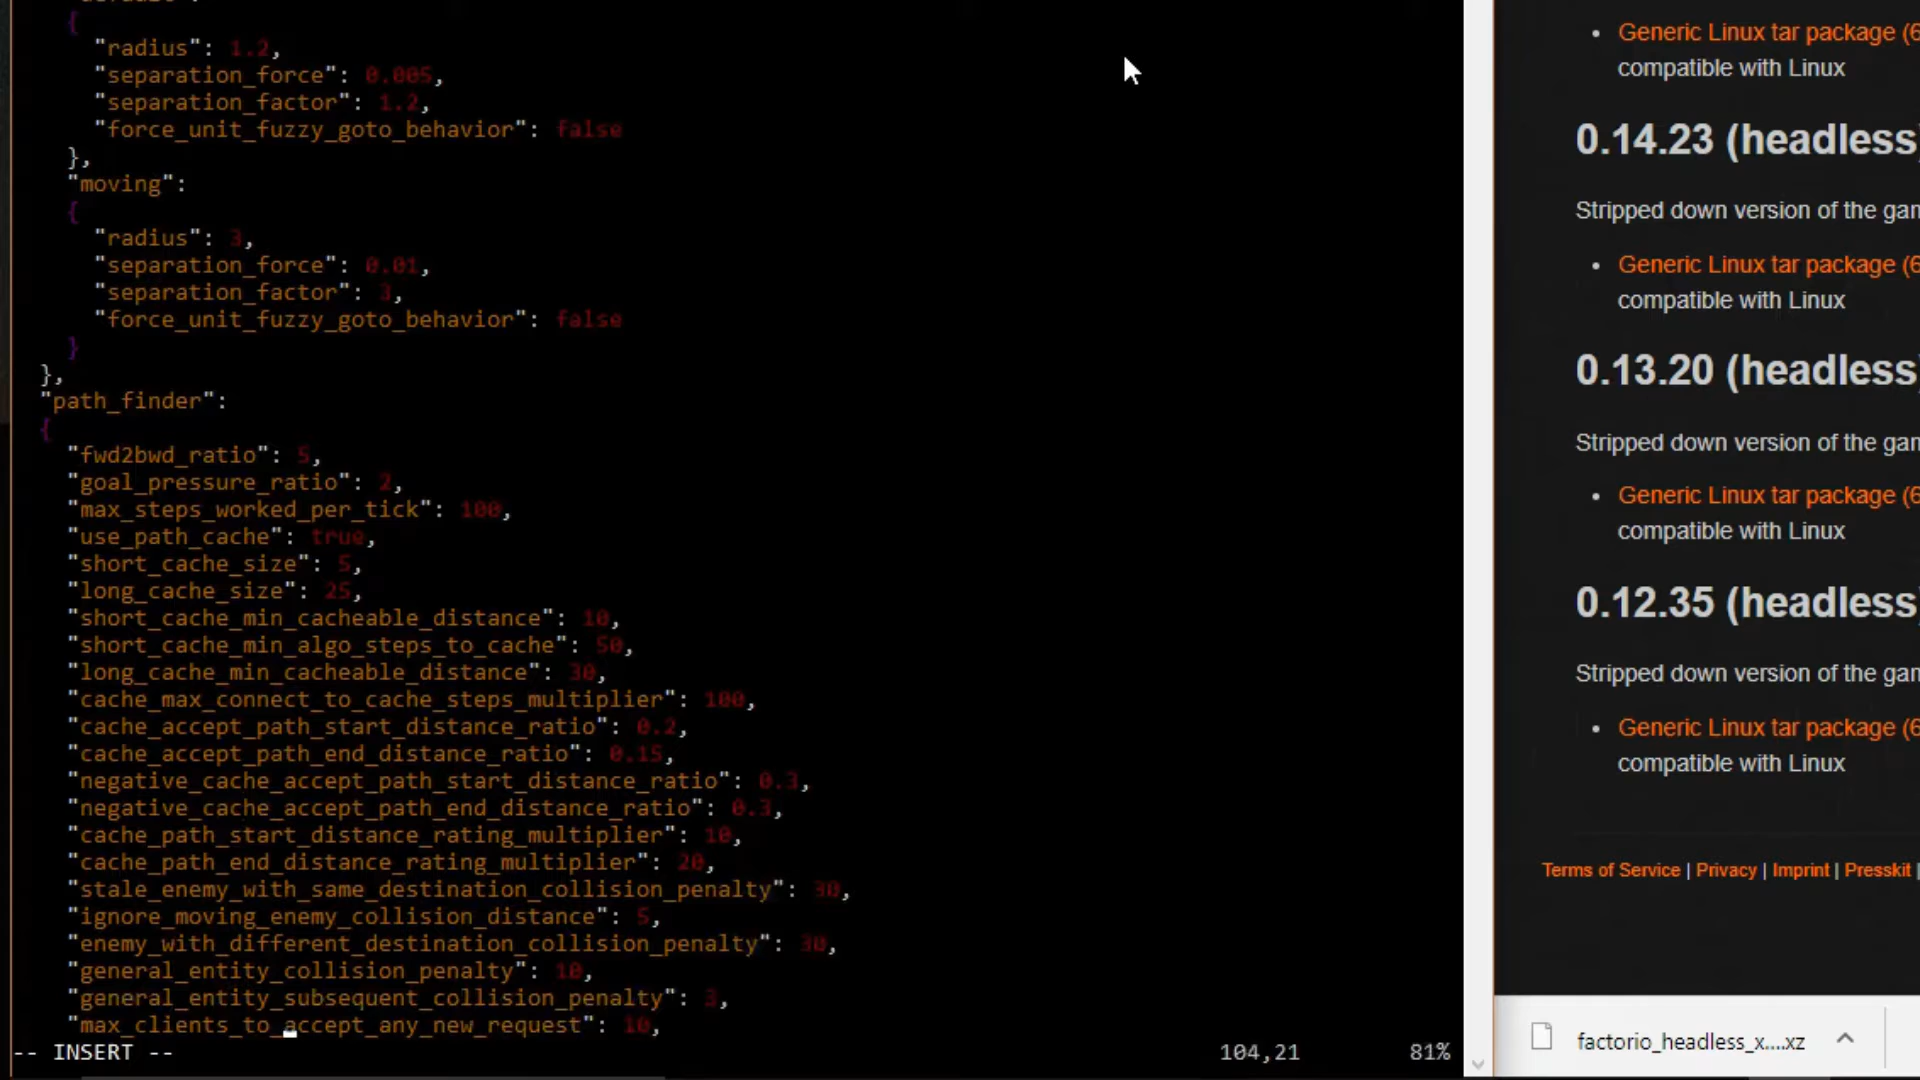 {
"radius": 1.2,
"separation_force": 0.005,
"separation_factor": 1.2,
"force_unit_fuzzy_goto_behavior": false
},
"moving":
{
"radius": 3,
"separation_force": 0.01,
"separation_factor": 3,
"force_unit_fuzzy_goto_behavior": false
}
},
"path_finder":
{
"fwd2bwd_ratio": 5,
"goal_pressure_ratio": 2,
"max_steps_worked_per_tick": 100,
"use_path_cache": true,
"short_cache_size": 5,
"long_cache_size": 25,
"short_cache_min_cacheable_distance": 10,
"short_cache_min_algo_steps_to_cache": 50,
"long_cache_min_cacheable_distance": 30,
"cache_max_connect_to_cache_steps_multiplier": 100,
"cache_accept_path_start_distance_ratio": 0.2,
"cache_accept_path_end_distance_ratio": 0.15,
"negative_cache_accept_path_start_distance_ratio": 0.3,
"negative_cache_accept_path_end_distance_ratio": 0.3,
"cache_path_start_distance_rating_multiplier": 10,
"cache_path_end_distance_rating_multiplier": 20,
"stale_enemy_with_same_destination_collision_penalty": 30,
"ignore_moving_enemy_collision_distance": 5,
"enemy_with_different_destination_collision_penalty": 30,
"general_entity_collision_penalty": 10,
"general_entity_subsequent_collision_penalty": 3,
"max_clients_to_accept_any_new_request": 10,
-- INSERT -- 104,21 81%
Generic Linux tar package (6
compatible with Linux
0.14.23 (headless)
Stripped down version of the gam
Generic Linux tar package (6
compatible with Linux
0.13.20 (headless)
Stripped down version of the gam
Generic Linux tar package (6
compatible with Linux
0.12.35 (headless)
Stripped down version of the gam
Generic Linux tar package (6
compatible with Linux
Terms of Service | Privacy | Imprint | Presskit |
factorio_headless_x....xz